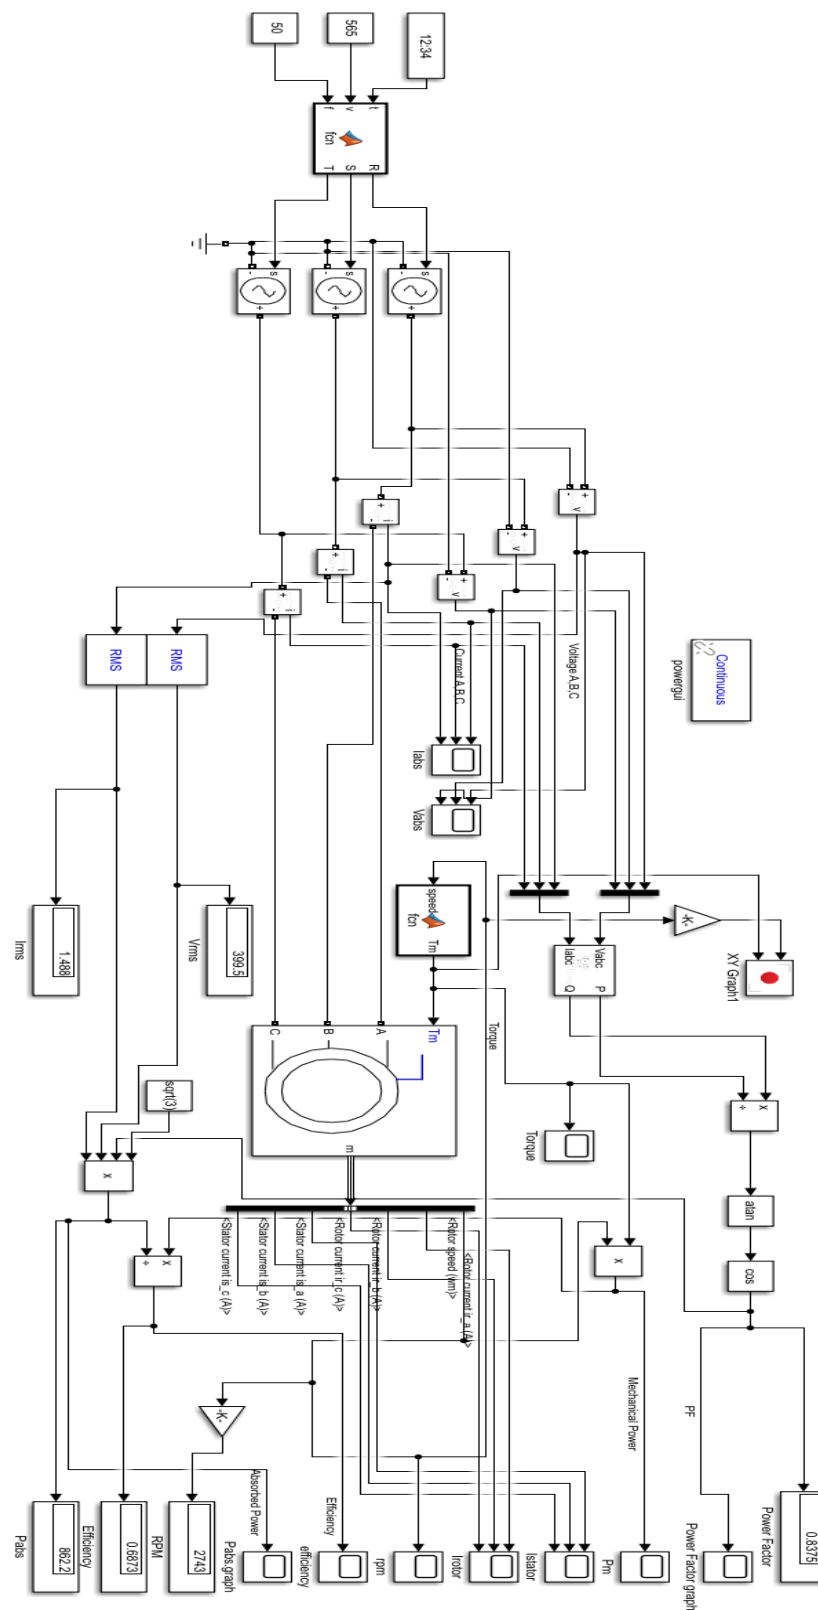 50
565
12:34
f
v
t
fcn
T
S
R
s
s
s
-
+
-
+
-
+
+
-
v
+
-
v
+
-
v
+
-
i
+
-
i
+
-
i
RMS
RMS
Current A,B,C
Voltage A,B,C
Continuous
powergui
Iabs
Vabs
1.488
Irms
399.5
Vrms
speed
fcn
Tm
-K-
XY Graph1
Vabc
Iabc
P
Q
Torque
Tm
A
B
C
m
sqrt(3)
x
x
÷
Torque
x
÷
atan
cos
x
<Stator current is_c (A)>
<Stator current is_b (A)>
<Stator current is_a (A)>
<Rotor current ir_c (A)>
<Rotor current ir_b (A)>
<Rotor speed (wm)>
<Rotor current ir_a (A)>
-K-
Mechanical Power
PF
Absorbed Power
Efficiency
862.2
Pabs
0.6873
Efficiency
2743
RPM
Pabs.graph
efficiency
rpm
Irotor
Istator
Pm
Power Factor graph
0.8375
Power Factor